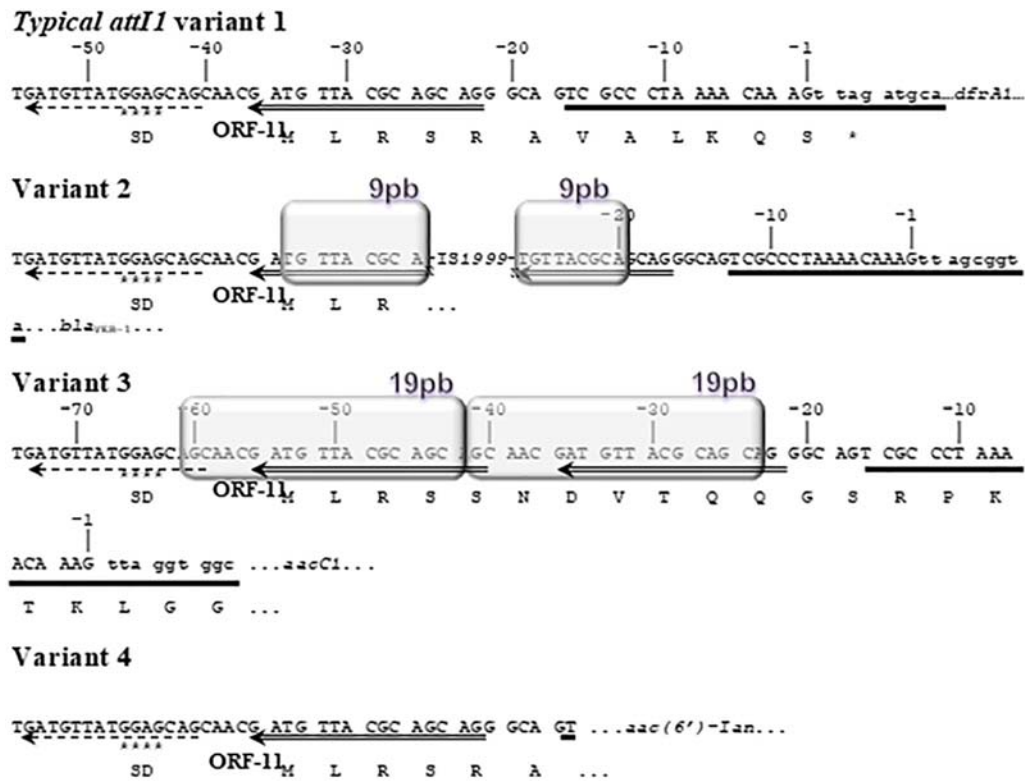 Typical attI1 variant 1
-50 -40 -30 -20 -10 -1
TGATGTTATGGAGCAGCAACG ATG TTA CGC AGC AGG GCA GTC GCC CTA AAA CAA AGt tag atgca…dfrA1…
****
SD ORF-11 M L R S R A V A L K Q S *
Variant 2
9pb 9pb
-20 -10 -1
TGATGTTATGGAGCAGCAACG ATG TTA CGC A-IS1999-TGTTACGCAGCAGGGCAGTCGCCCTAAAACAAAGtt agcggt
****
SD ORF-11 M L R ...
a...bla...
Variant 3
19pb 19pb
-70 -60 -50 -40 -30 -20 -10
TGATGTTATGGAGCAGCAACG ATG TTA CGC AGC AGC AAC GAT GTT ACG CAG CAG GGC AGT CGC CCT AAA
****
SD ORF-11 M L R S S N D V T Q Q G S R P K
-1
ACA AAG tta ggt ggc ...aacC1...
T K L G G ...
Variant 4
TGATGTTATGGAGCAGCAACG ATG TTA CGC AGC AGG GCA GT ...aac(6')-Ian...
****
SD ORF-11 M L R S R A ...